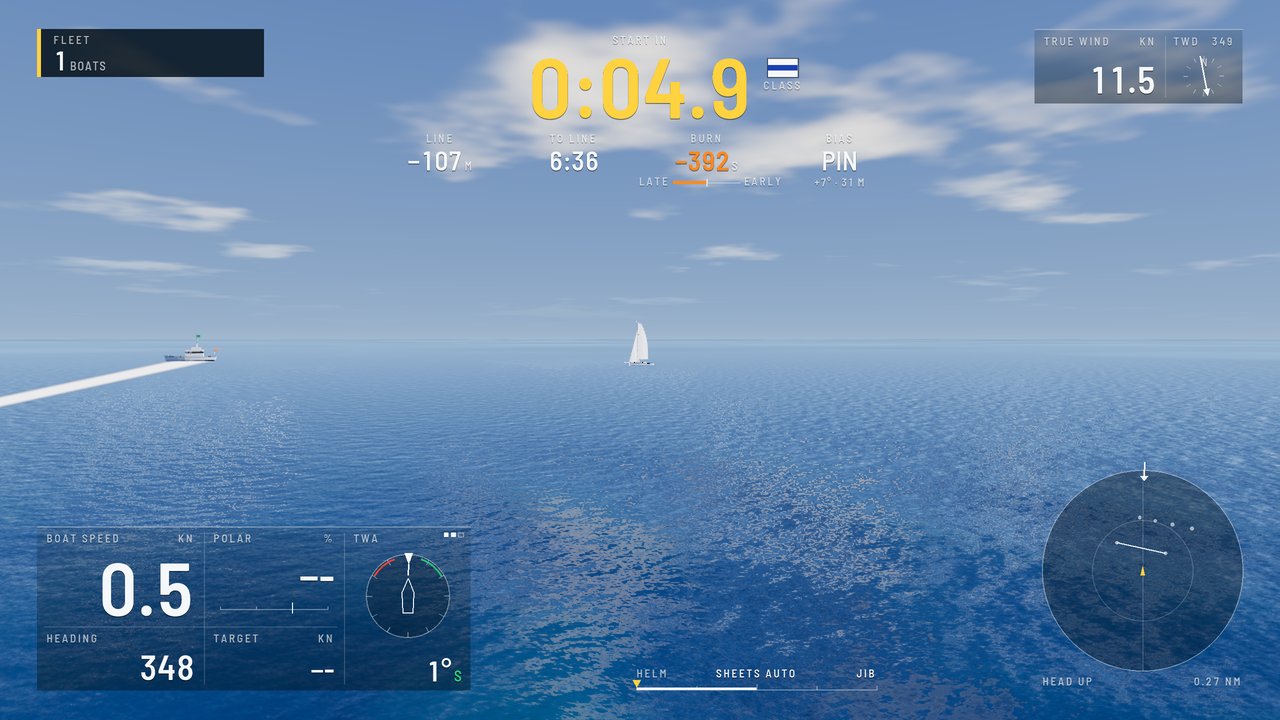 FLEET
1 BOATS
START IN
0:04.9
CLASS
LINE
TO LINE
BURN
BIAS
−107 M
6:36
−392 S
PIN
LATE
EARLY
+7° · 31 M
TRUE WIND KN
TWD 349
11.5
N
BOAT SPEED KN
POLAR %
TWA
0.5
--
HEADING
TARGET KN
348
--
1° S
HELM
SHEETS AUTO
JIB
HEAD UP
0.27 NM